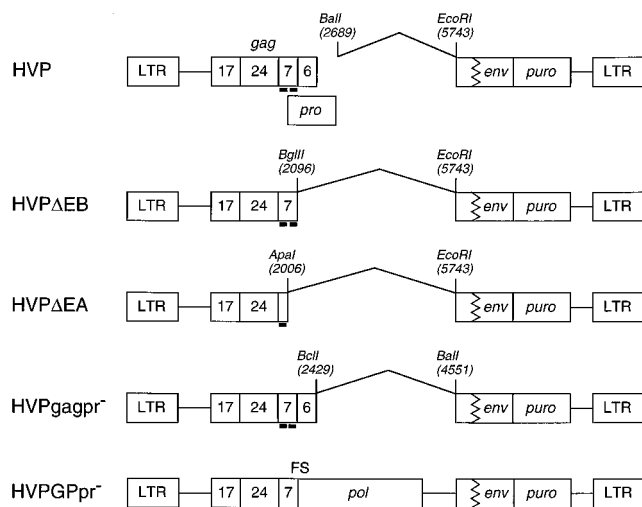 BalI EcoRI
gag (2689) (5743)
HVP LTR 17 24 7 6 env puro LTR
pro
BglII EcoRI
(2096) (5743)
HVPΔEB LTR 17 24 7 env puro LTR
ApaI EcoRI
(2006) (5743)
HVPΔEA LTR 17 24 env puro LTR
BclI BalI
(2429) (4551)
HVPgagpr⁻ LTR 17 24 7 6 env puro LTR
FS
HVPGPpr⁻ LTR 17 24 7 pol env puro LTR